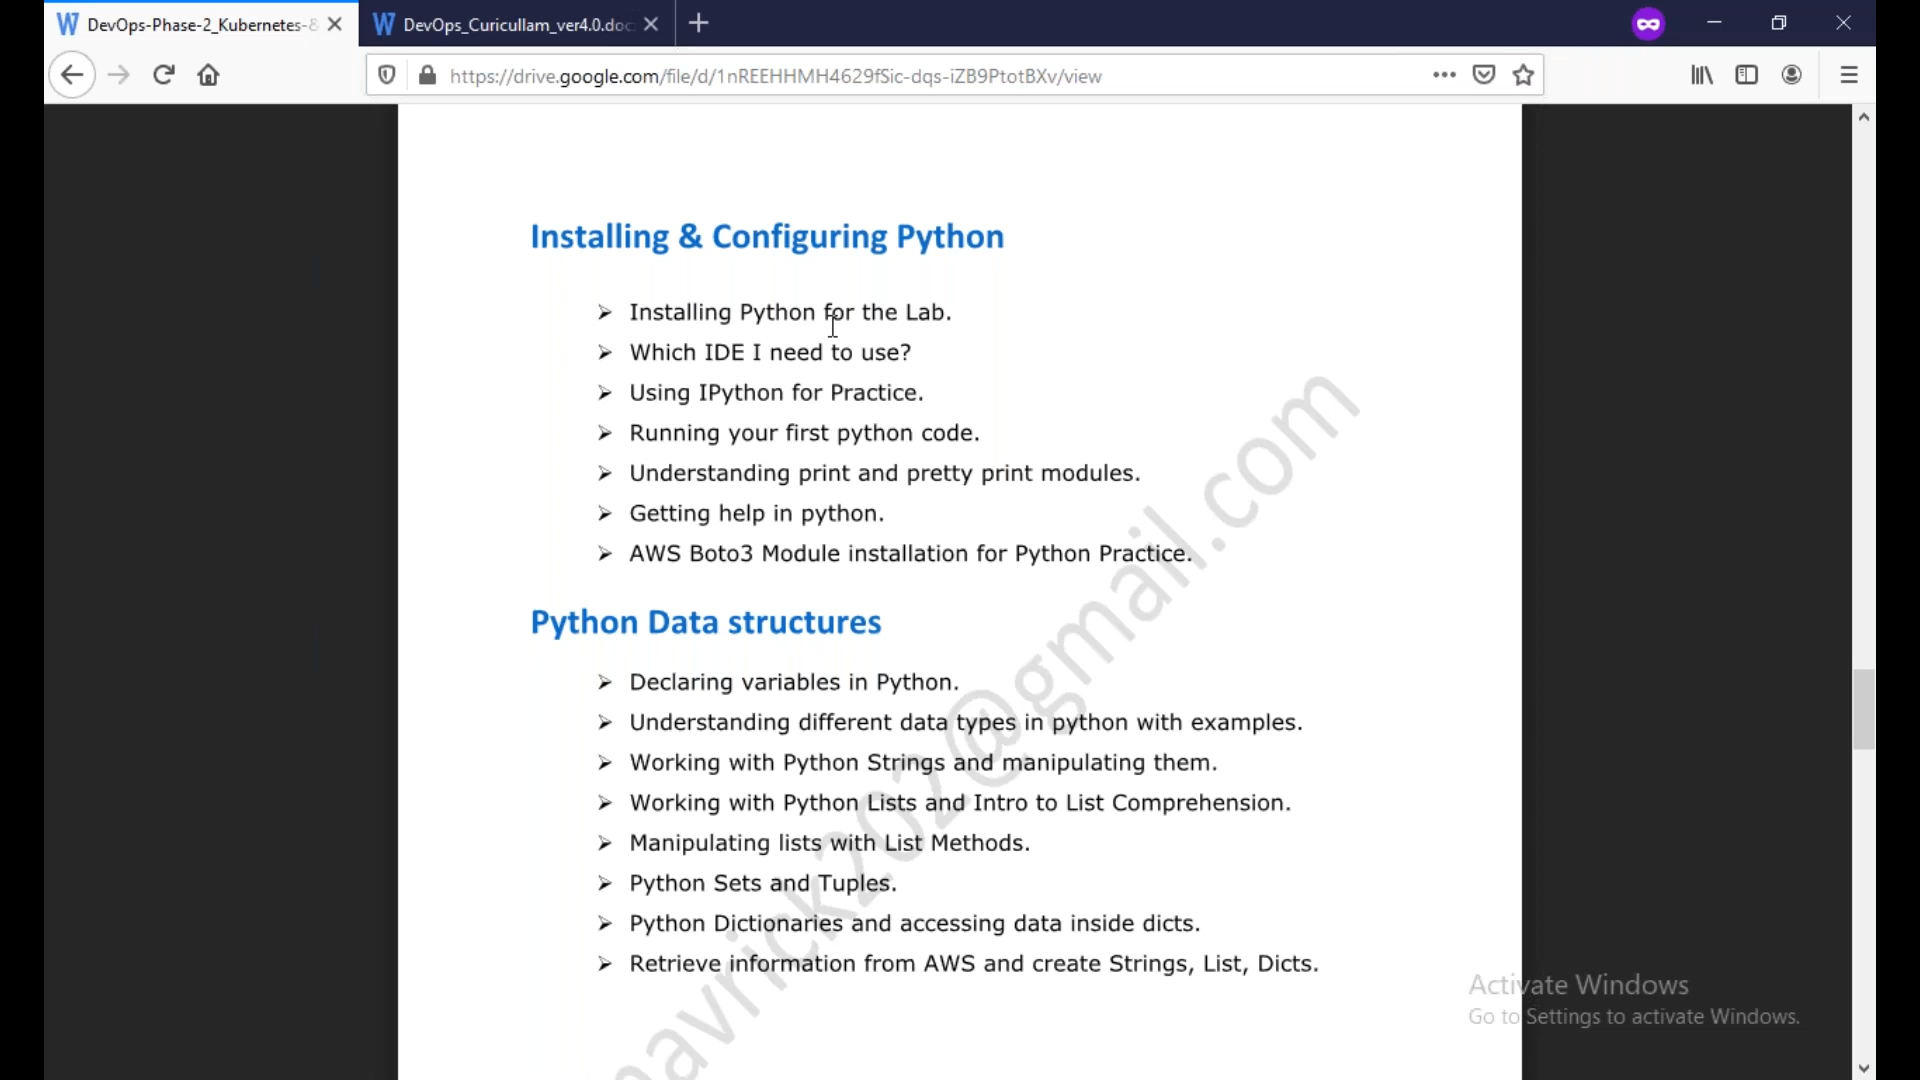 DevOps-Phase-2_Kubernetes-&
DevOps_Curicullam_ver4.0.doc
https://drive.google.com/file/d/1nREEHHMH4629fSic-dqs-iZB9PtotBXv/view
Installing & Configuring Python
➢ Installing Python for the Lab.
➢ Which IDE I need to use?
➢ Using IPython for Practice.
➢ Running your first python code.
➢ Understanding print and pretty print modules.
➢ Getting help in python.
➢ AWS Boto3 Module installation for Python Practice.
Python Data structures
➢ Declaring variables in Python.
➢ Understanding different data types in python with examples.
➢ Working with Python Strings and manipulating them.
➢ Working with Python Lists and Intro to List Comprehension.
➢ Manipulating lists with List Methods.
➢ Python Sets and Tuples.
➢ Python Dictionaries and accessing data inside dicts.
➢ Retrieve information from AWS and create Strings, List, Dicts.
avrick202@gmail.com
Activate Windows
Go to Settings to activate Windows.